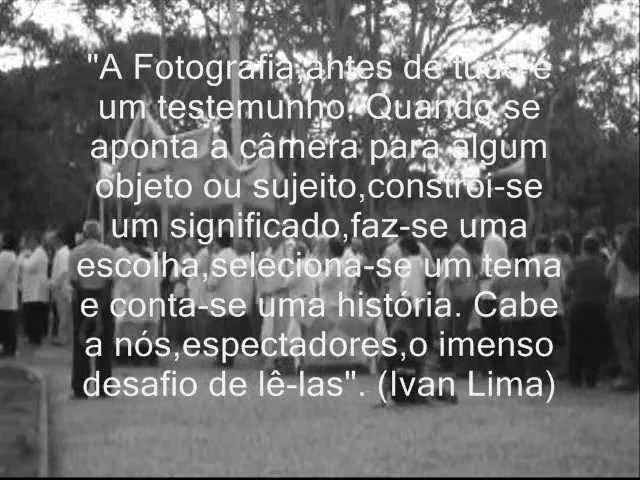 "A Fotografia,antes de tudo é
um testemunho. Quando se
aponta a câmera para algum
objeto ou sujeito,constrói-se
um significado,faz-se uma
escolha,seleciona-se um tema
e conta-se uma história. Cabe
a nós,espectadores,o imenso
desafio de lê-las". (Ivan Lima)